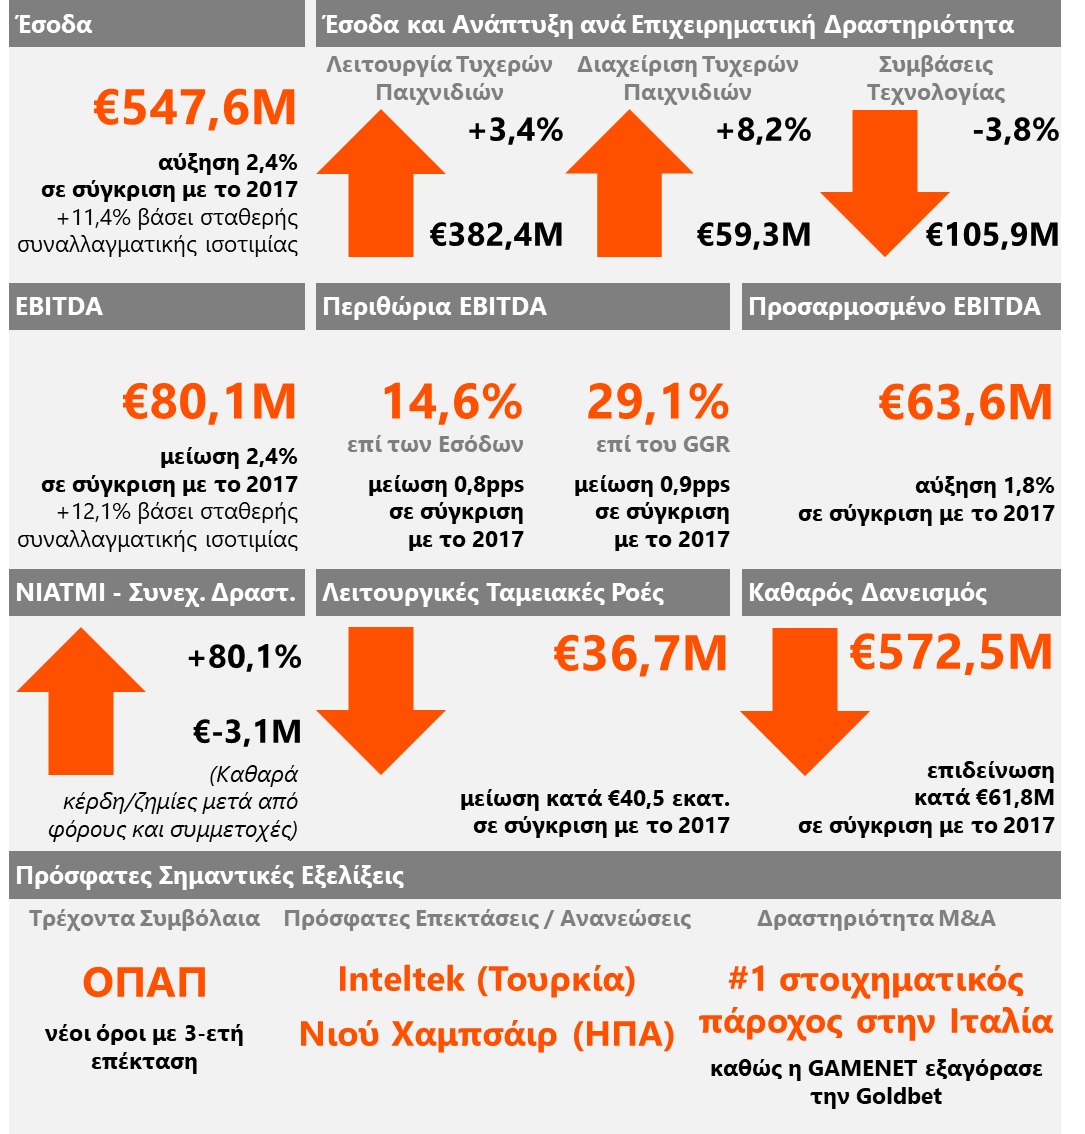 Έσοδα
€547,6M
αύξηση 2,4%
σε σύγκριση με το 2017
+11,4% βάσει σταθερής
συναλλαγματικής ισοτιμίας
Έσοδα και Ανάπτυξη ανά Επιχειρηματική Δραστηριότητα
Λειτουργία Τυχερών
Παιχνιδιών
+3,4%
€382,4M
Διαχείριση Τυχερών
Παιχνιδιών
+8,2%
€59,3M
Συμβάσεις
Τεχνολογίας
-3,8%
€105,9M
EBITDA
€80,1M
μείωση 2,4%
σε σύγκριση με το 2017
+12,1% βάσει σταθερής
συναλλαγματικής ισοτιμίας
Περιθώρια EBITDA
14,6%
επί των Εσόδων
μείωση 0,8pps
σε σύγκριση
με το 2017
29,1%
επί του GGR
μείωση 0,9pps
σε σύγκριση
με το 2017
Προσαρμοσμένο EBITDA
€63,6M
αύξηση 1,8%
σε σύγκριση με το 2017
NIATMI - Συνεχ. Δραστ.
+80,1%
€-3,1M
(Καθαρά
κέρδη/ζημίες μετά από
φόρους και συμμετοχές)
Λειτουργικές Ταμειακές Ροές
€36,7M
μείωση κατά €40,5 εκατ.
σε σύγκριση με το 2017
Καθαρός Δανεισμός
€572,5M
επιδείνωση
κατά €61,8M
σε σύγκριση με το 2017
Πρόσφατες Σημαντικές Εξελίξεις
Τρέχοντα Συμβόλαια
ΟΠΑΠ
νέοι όροι με 3-ετή
επέκταση
Πρόσφατες Επεκτάσεις / Ανανεώσεις
Inteltek (Τουρκία)
Νιού Χαμπσάιρ (ΗΠΑ)
Δραστηριότητα M&A
#1 στοιχηματικός
πάροχος στην Ιταλία
καθώς η GAMENET εξαγόρασε
την Goldbet